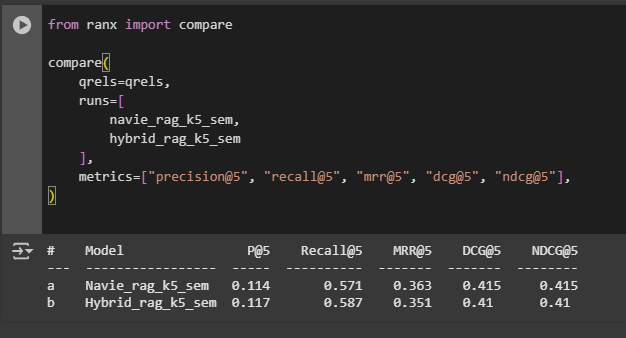 from ranx import compare
compare(
qrels=qrels,
runs=[
navie_rag_k5_sem,
hybrid_rag_k5_sem
],
metrics=["precision@5", "recall@5", "mrr@5", "dcg@5", "ndcg@5"],
)
# Model P@5 Recall@5 MRR@5 DCG@5 NDCG@5
--- ----------------- ----- ---------- ------- ------- --------
a Navie_rag_k5_sem 0.114 0.571 0.363 0.415 0.415
b Hybrid_rag_k5_sem 0.117 0.587 0.351 0.41 0.41